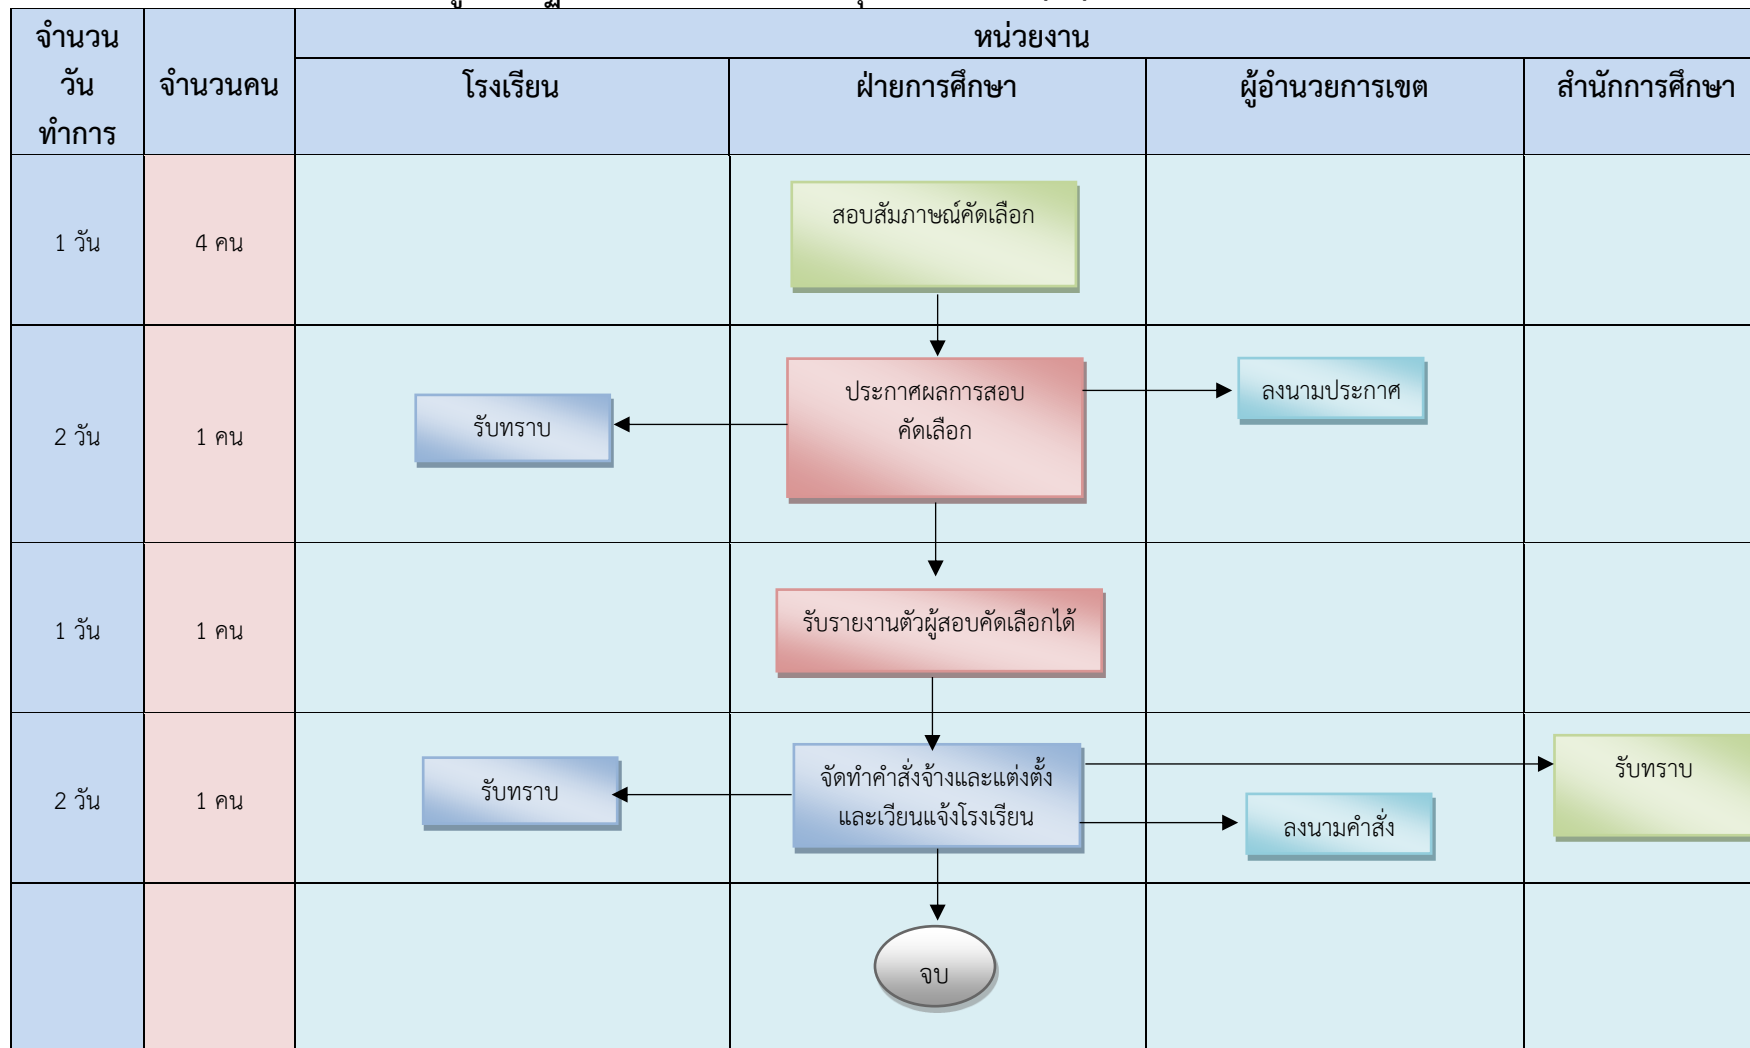 จำนวน
วัน
ทำการ
จำนวนคน
หน่วยงาน
โรงเรียน
ฝ่ายการศึกษา
ผู้อำนวยการเขต
สำนักการศึกษา
1 วัน
4 คน
สอบสัมภาษณ์คัดเลือก
2 วัน
1 คน
รับทราบ
ประกาศผลการสอบ
คัดเลือก
ลงนามประกาศ
1 วัน
1 คน
รับรายงานตัวผู้สอบคัดเลือกได้
2 วัน
1 คน
รับทราบ
จัดทำคำสั่งจ้างและแต่งตั้ง
และเวียนแจ้งโรงเรียน
ลงนามคำสั่ง
รับทราบ
จบ